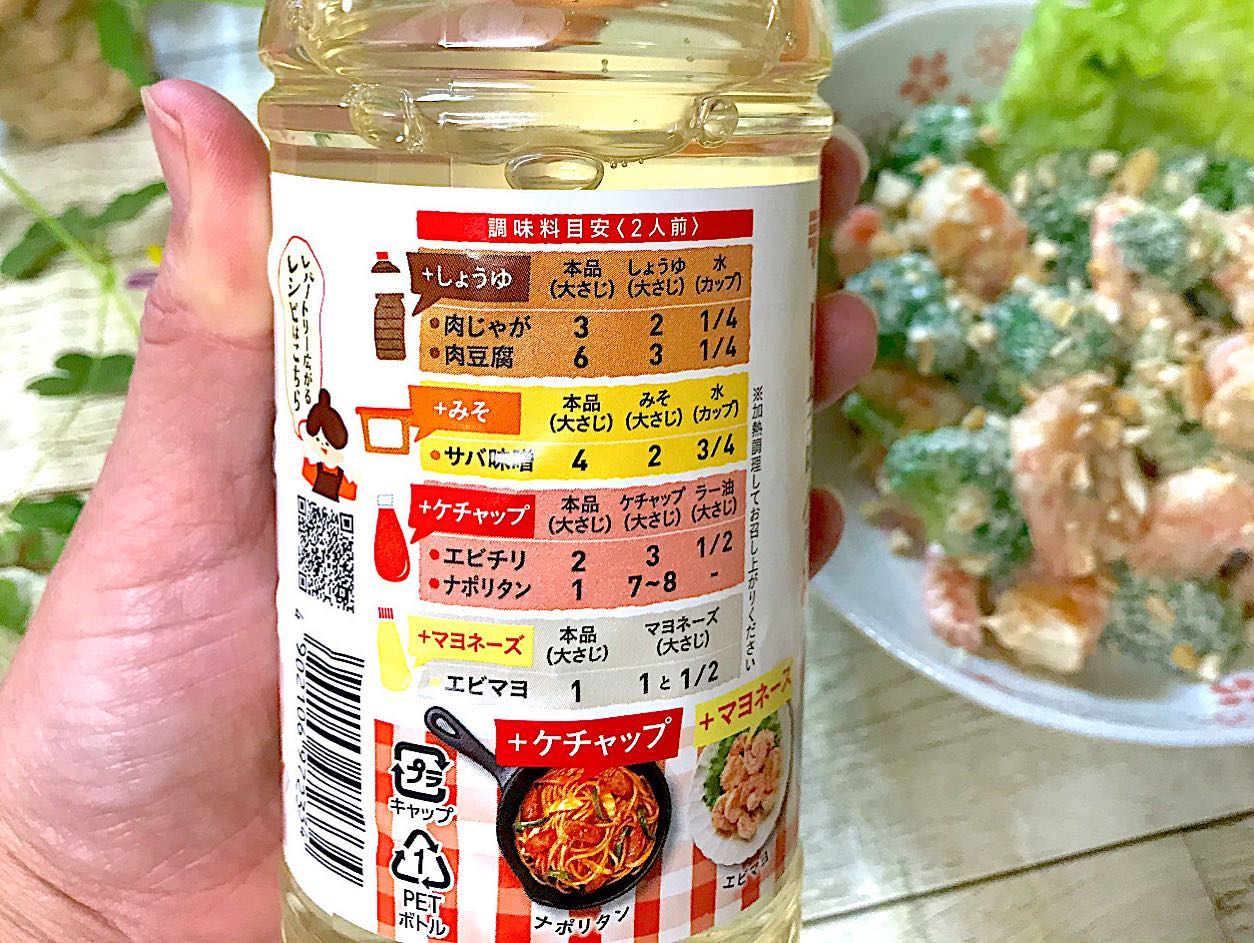 調味料目安〈2人前〉
+しょうゆ 本品(大さじ) しょうゆ(大さじ) 水(カップ)
•肉じゃが 3 2 1/4
•肉豆腐 6 3 1/4
+みそ 本品(大さじ) みそ(大さじ) 水(カップ)
•サバ味噌 4 2 3/4
+ケチャップ 本品(大さじ) ケチャップ(大さじ) ラー油(大さじ)
•エビチリ 2 3 1/2
•ナポリタン 1 7~8 -
+マヨネーズ 本品(大さじ) マヨネーズ(大さじ)
•エビマヨ 1 1と1/2
※加熱調理してお召し上がりください
レパートリー広がる
レシピはこちら
4 902106 972334
+ケチャップ
+マヨネーズ
プラ
キャップ
1
PET
ボトル
ナポリタン
エビマヨ